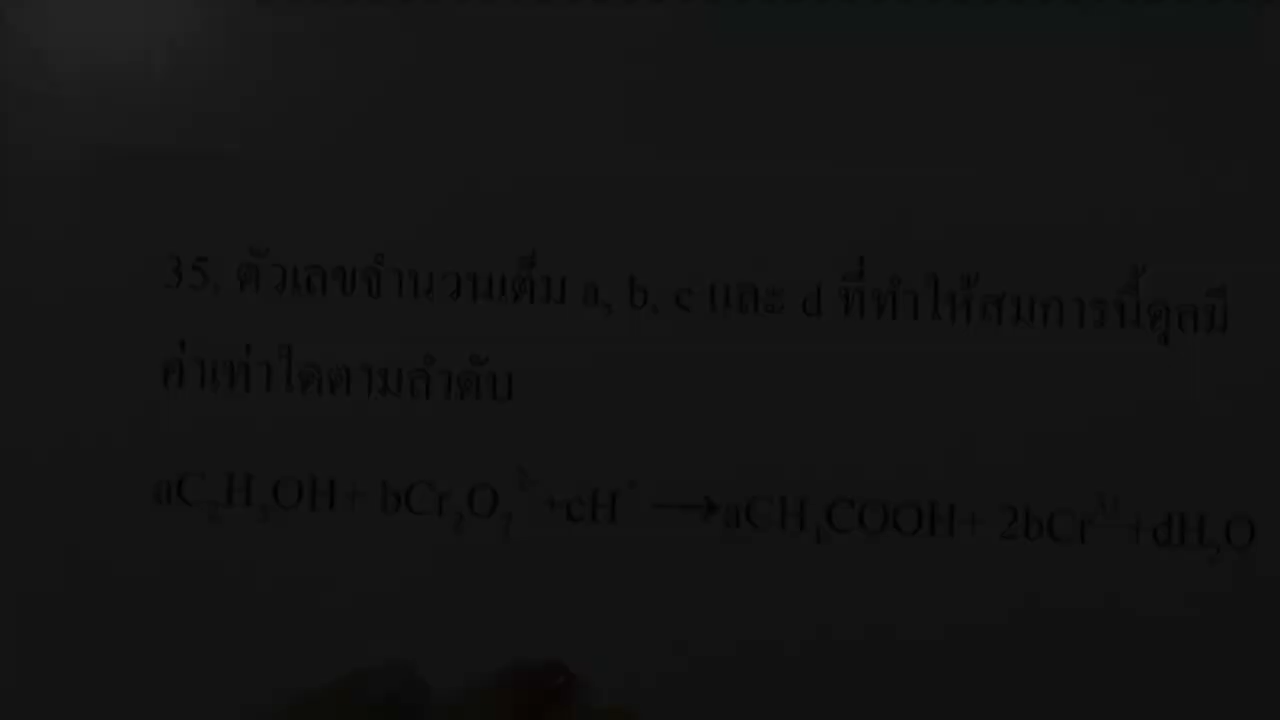 35. ตัวเลขจำนวนเต็ม a, b, c และ d ที่ทำให้สมการนี้ดุลมี
ค่าเท่าใดตามลำดับ
aC₂H₅OH+ bCr₂O₇²⁻+cH⁺ →aCH₃COOH+ 2bCr³⁺+dH₂O